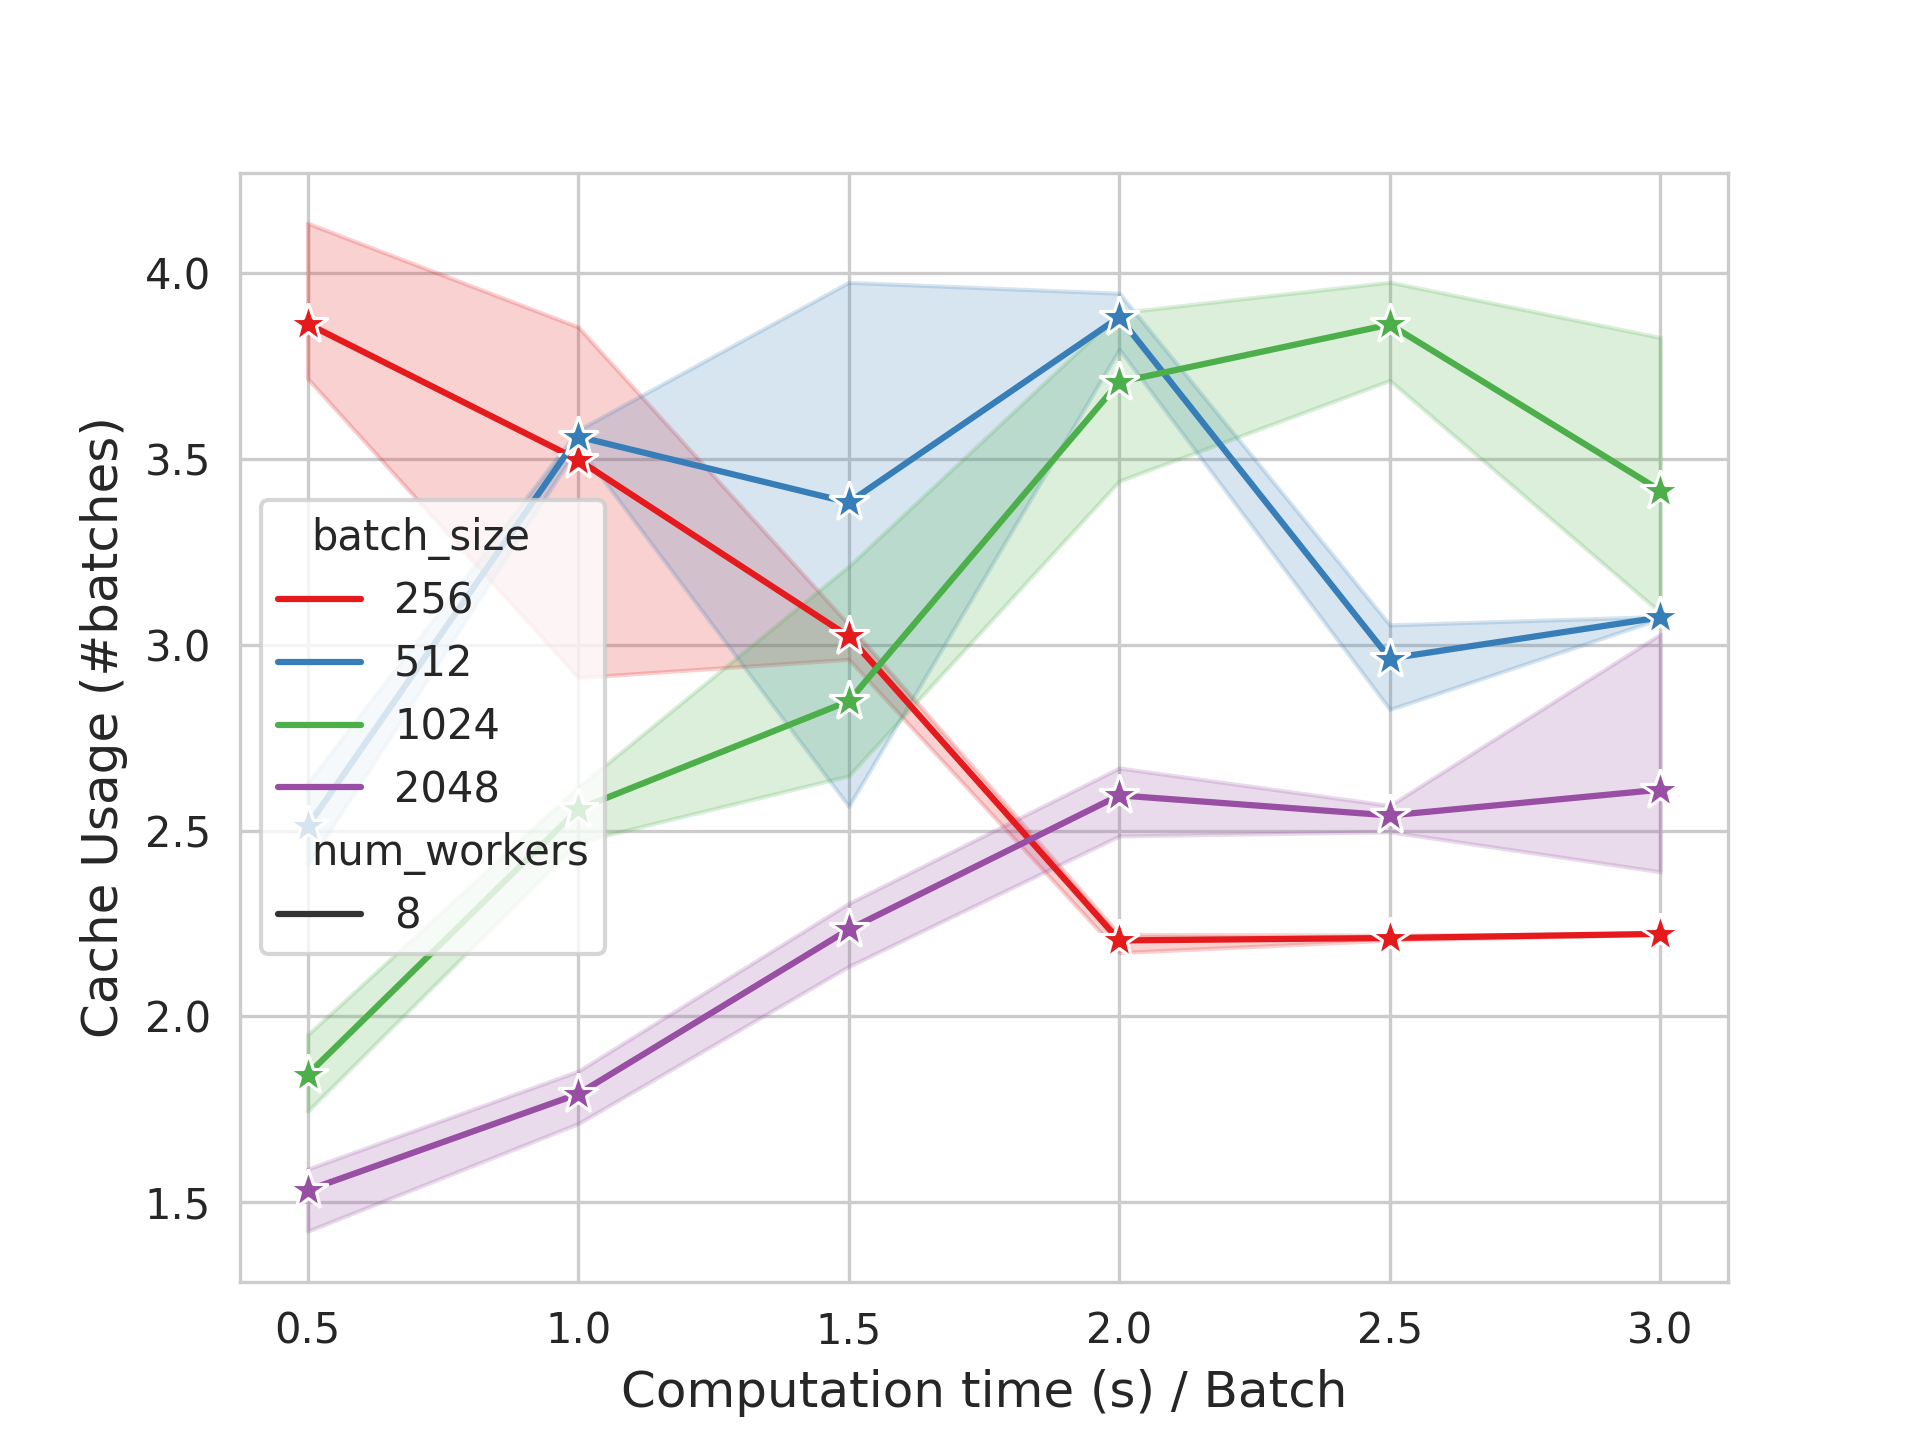 4.0
3.5
3.0
2.5
2.0
1.5
Cache Usage (#batches)
batch_size
256
512
1024
2048
num_workers
8
0.5 1.0 1.5 2.0 2.5 3.0
Computation time (s) / Batch